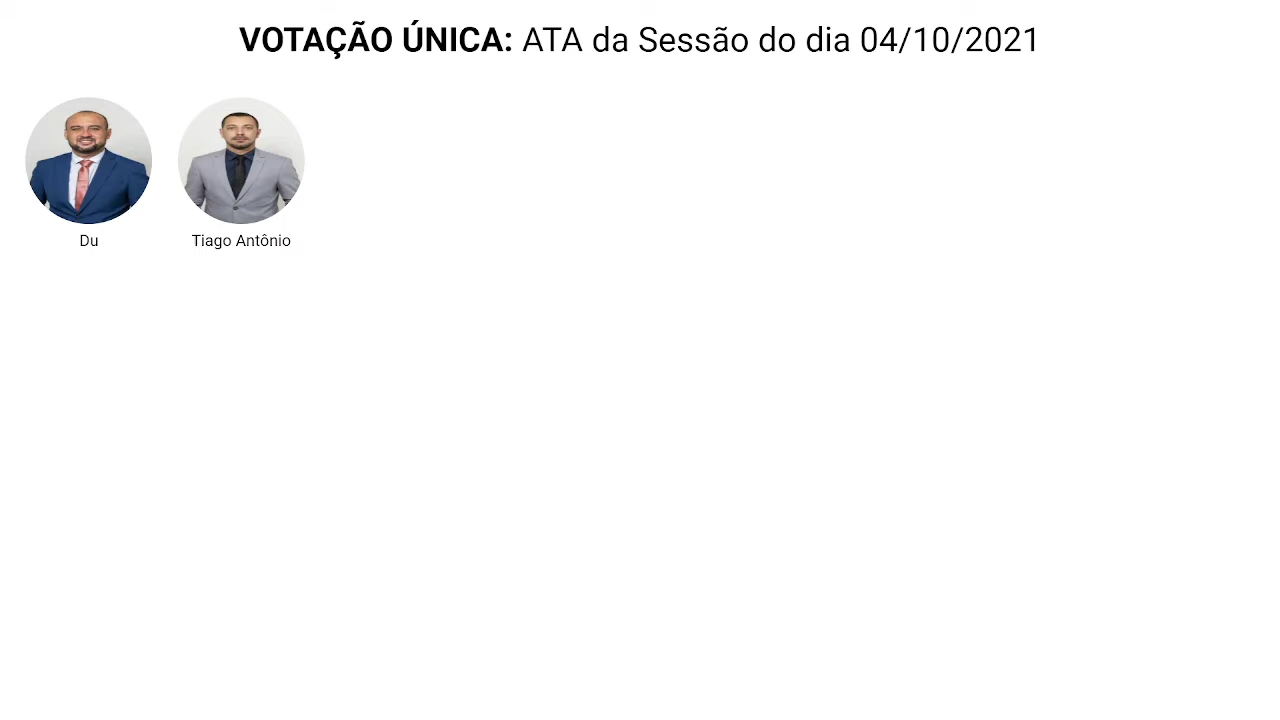 VOTAÇÃO ÚNICA: ATA da Sessão do dia 04/10/2021
Du
Tiago Antônio